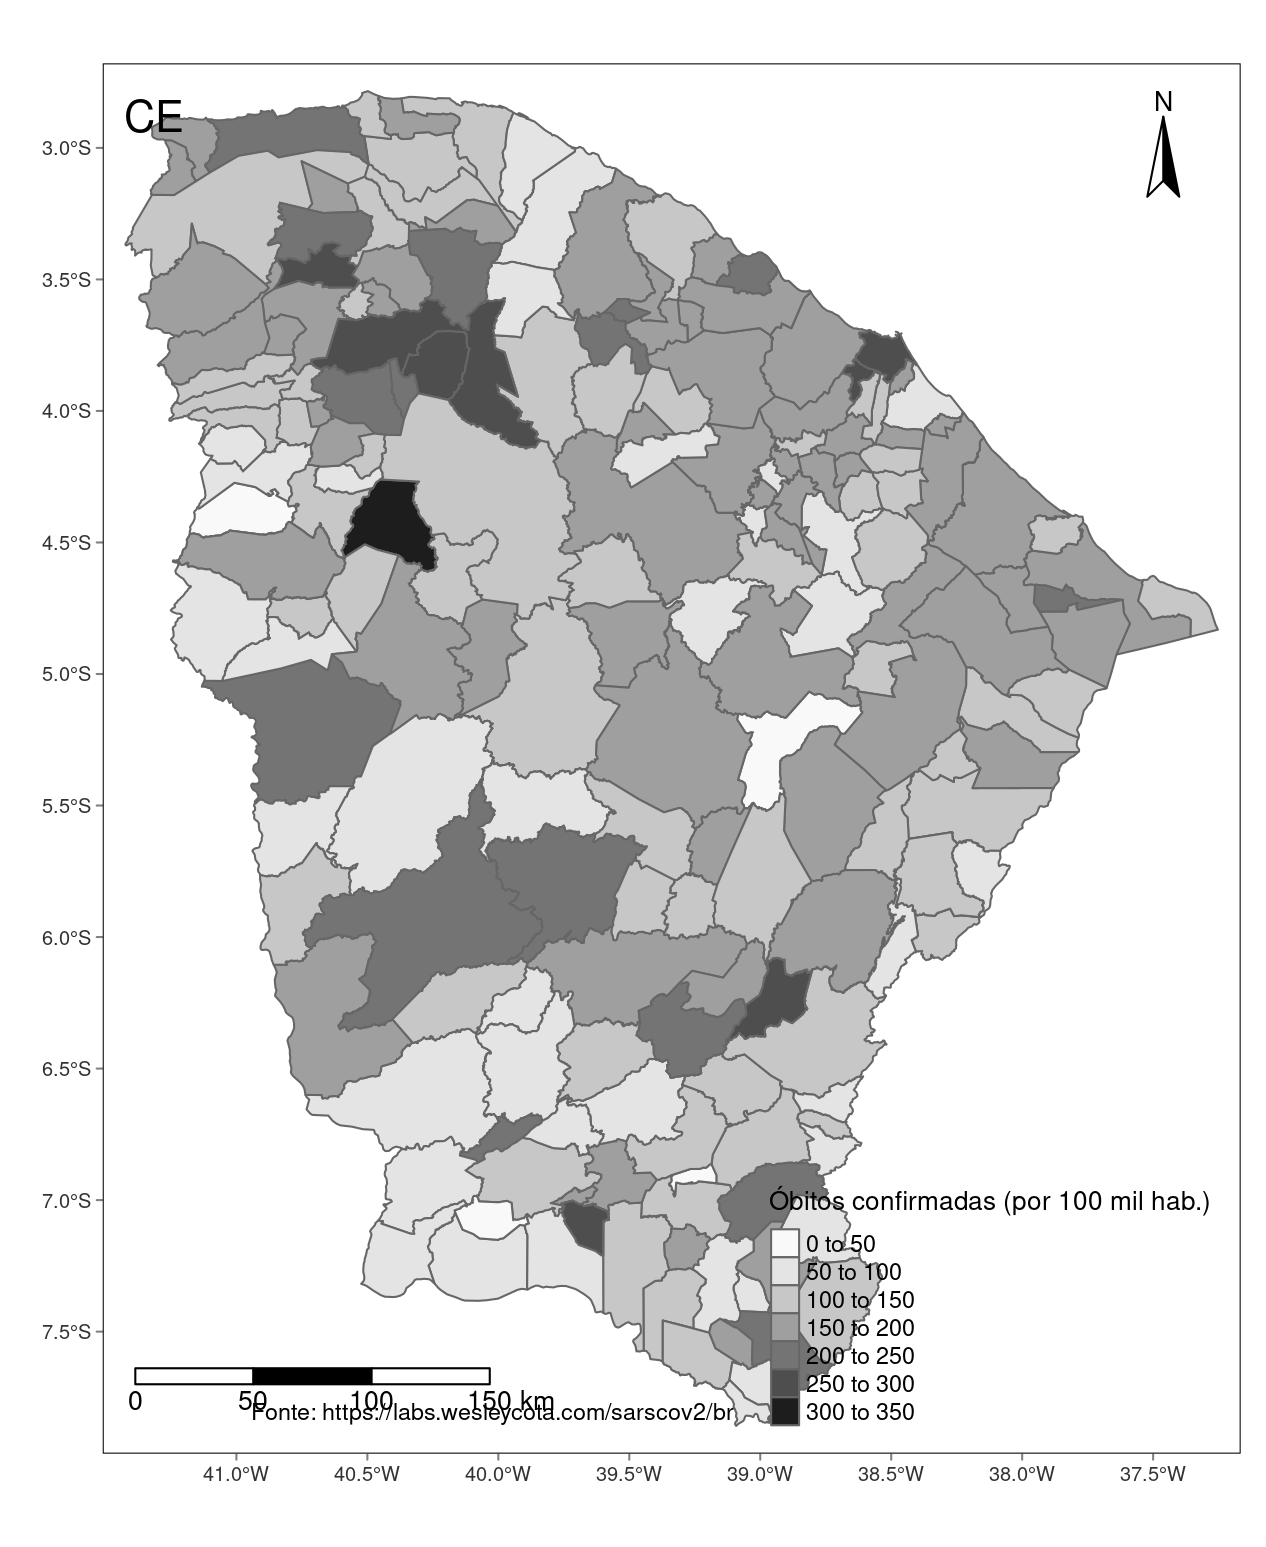 CE
N
3.0°S
3.5°S
4.0°S
4.5°S
5.0°S
5.5°S
6.0°S
6.5°S
7.0°S
7.5°S
Óbitos confirmadas (por 100 mil hab.)
0 to 50
50 to 100
100 to 150
150 to 200
200 to 250
250 to 300
300 to 350
0 50 100 150 km
Fonte: https://labs.wesleycota.com/sarscov2/br
41.0°W 40.5°W 40.0°W 39.5°W 39.0°W 38.5°W 38.0°W 37.5°W